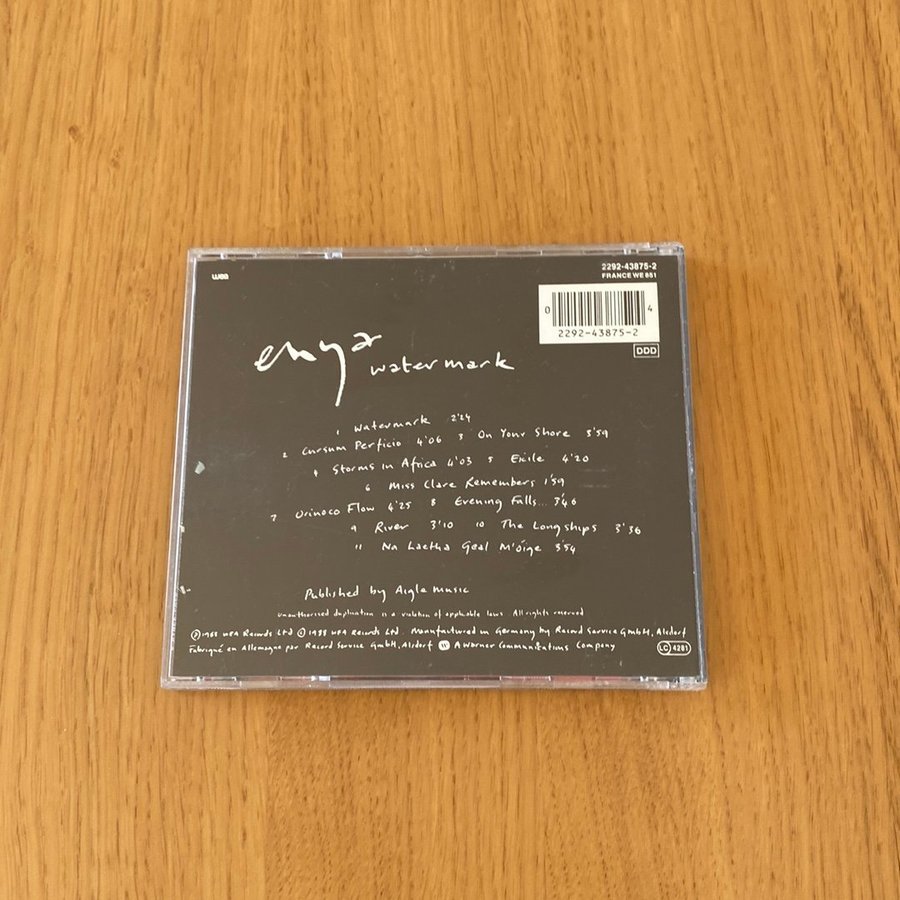 wea
2292-43875-2
FRANCE WE 851
0 2292-43875-2 4
DDD
enya
watermark
1 Watermark 2'24
2 Cursum Perficio 4'06 3 On Your Shore 3'59
4 Storms in Africa 4'03 5 Exile 4'20
6 Miss Clare Remembers 1'59
7 Orinoco Flow 4'25 8 Evening Falls... 3'46
9 River 3'10 10 The Longships 3'36
11 Na Laetha Geal M'óige 3'54
Published by Aigle Music
Unauthorised duplication is a violation of applicable laws All rights reserved
Ⓟ 1988 WEA Records Ltd © 1988 WEA Records Ltd. Manufactured in Germany by Record Service GmbH, Alsdorf
Fabriqué en Allemagne par Record Service GmbH, Alsdorf A Warner Communications Company
LC 4281